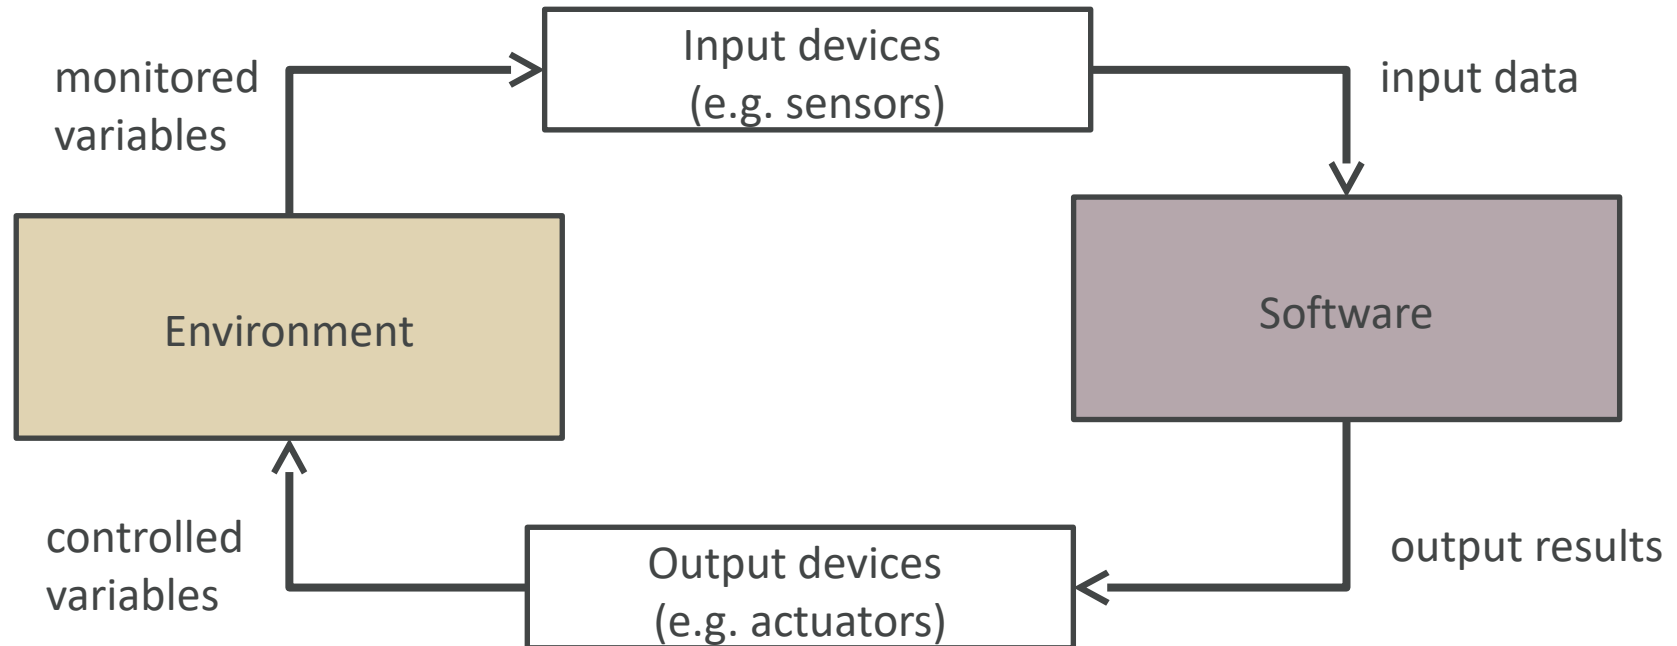 Input devices
(e.g. sensors)
monitored
variables
input data
Environment
Software
controlled
variables
Output devices
(e.g. actuators)
output results